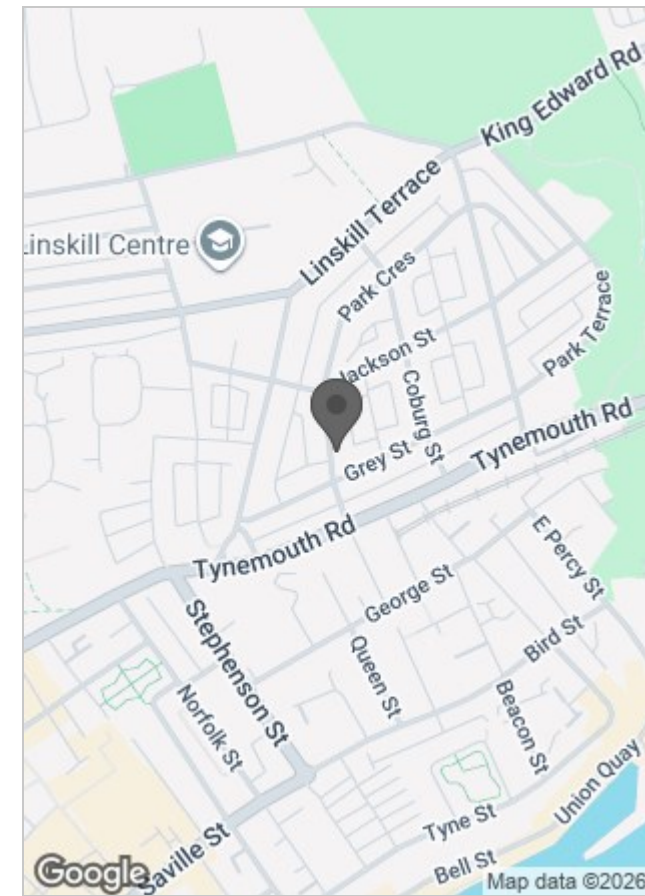 King Edward Rd
Linskill Terrace
Linskill Centre
Park Cres
Park Terrace
Jackson St
Coburg St
Grey St
Tynemouth Rd
Tynemouth Rd
E Percy St
George St
Stephenson St
Queen St
Bird St
Norfolk St
Beacon St
Union Quay
Tyne St
Saville St
Bell St
Google
Map data ©2026